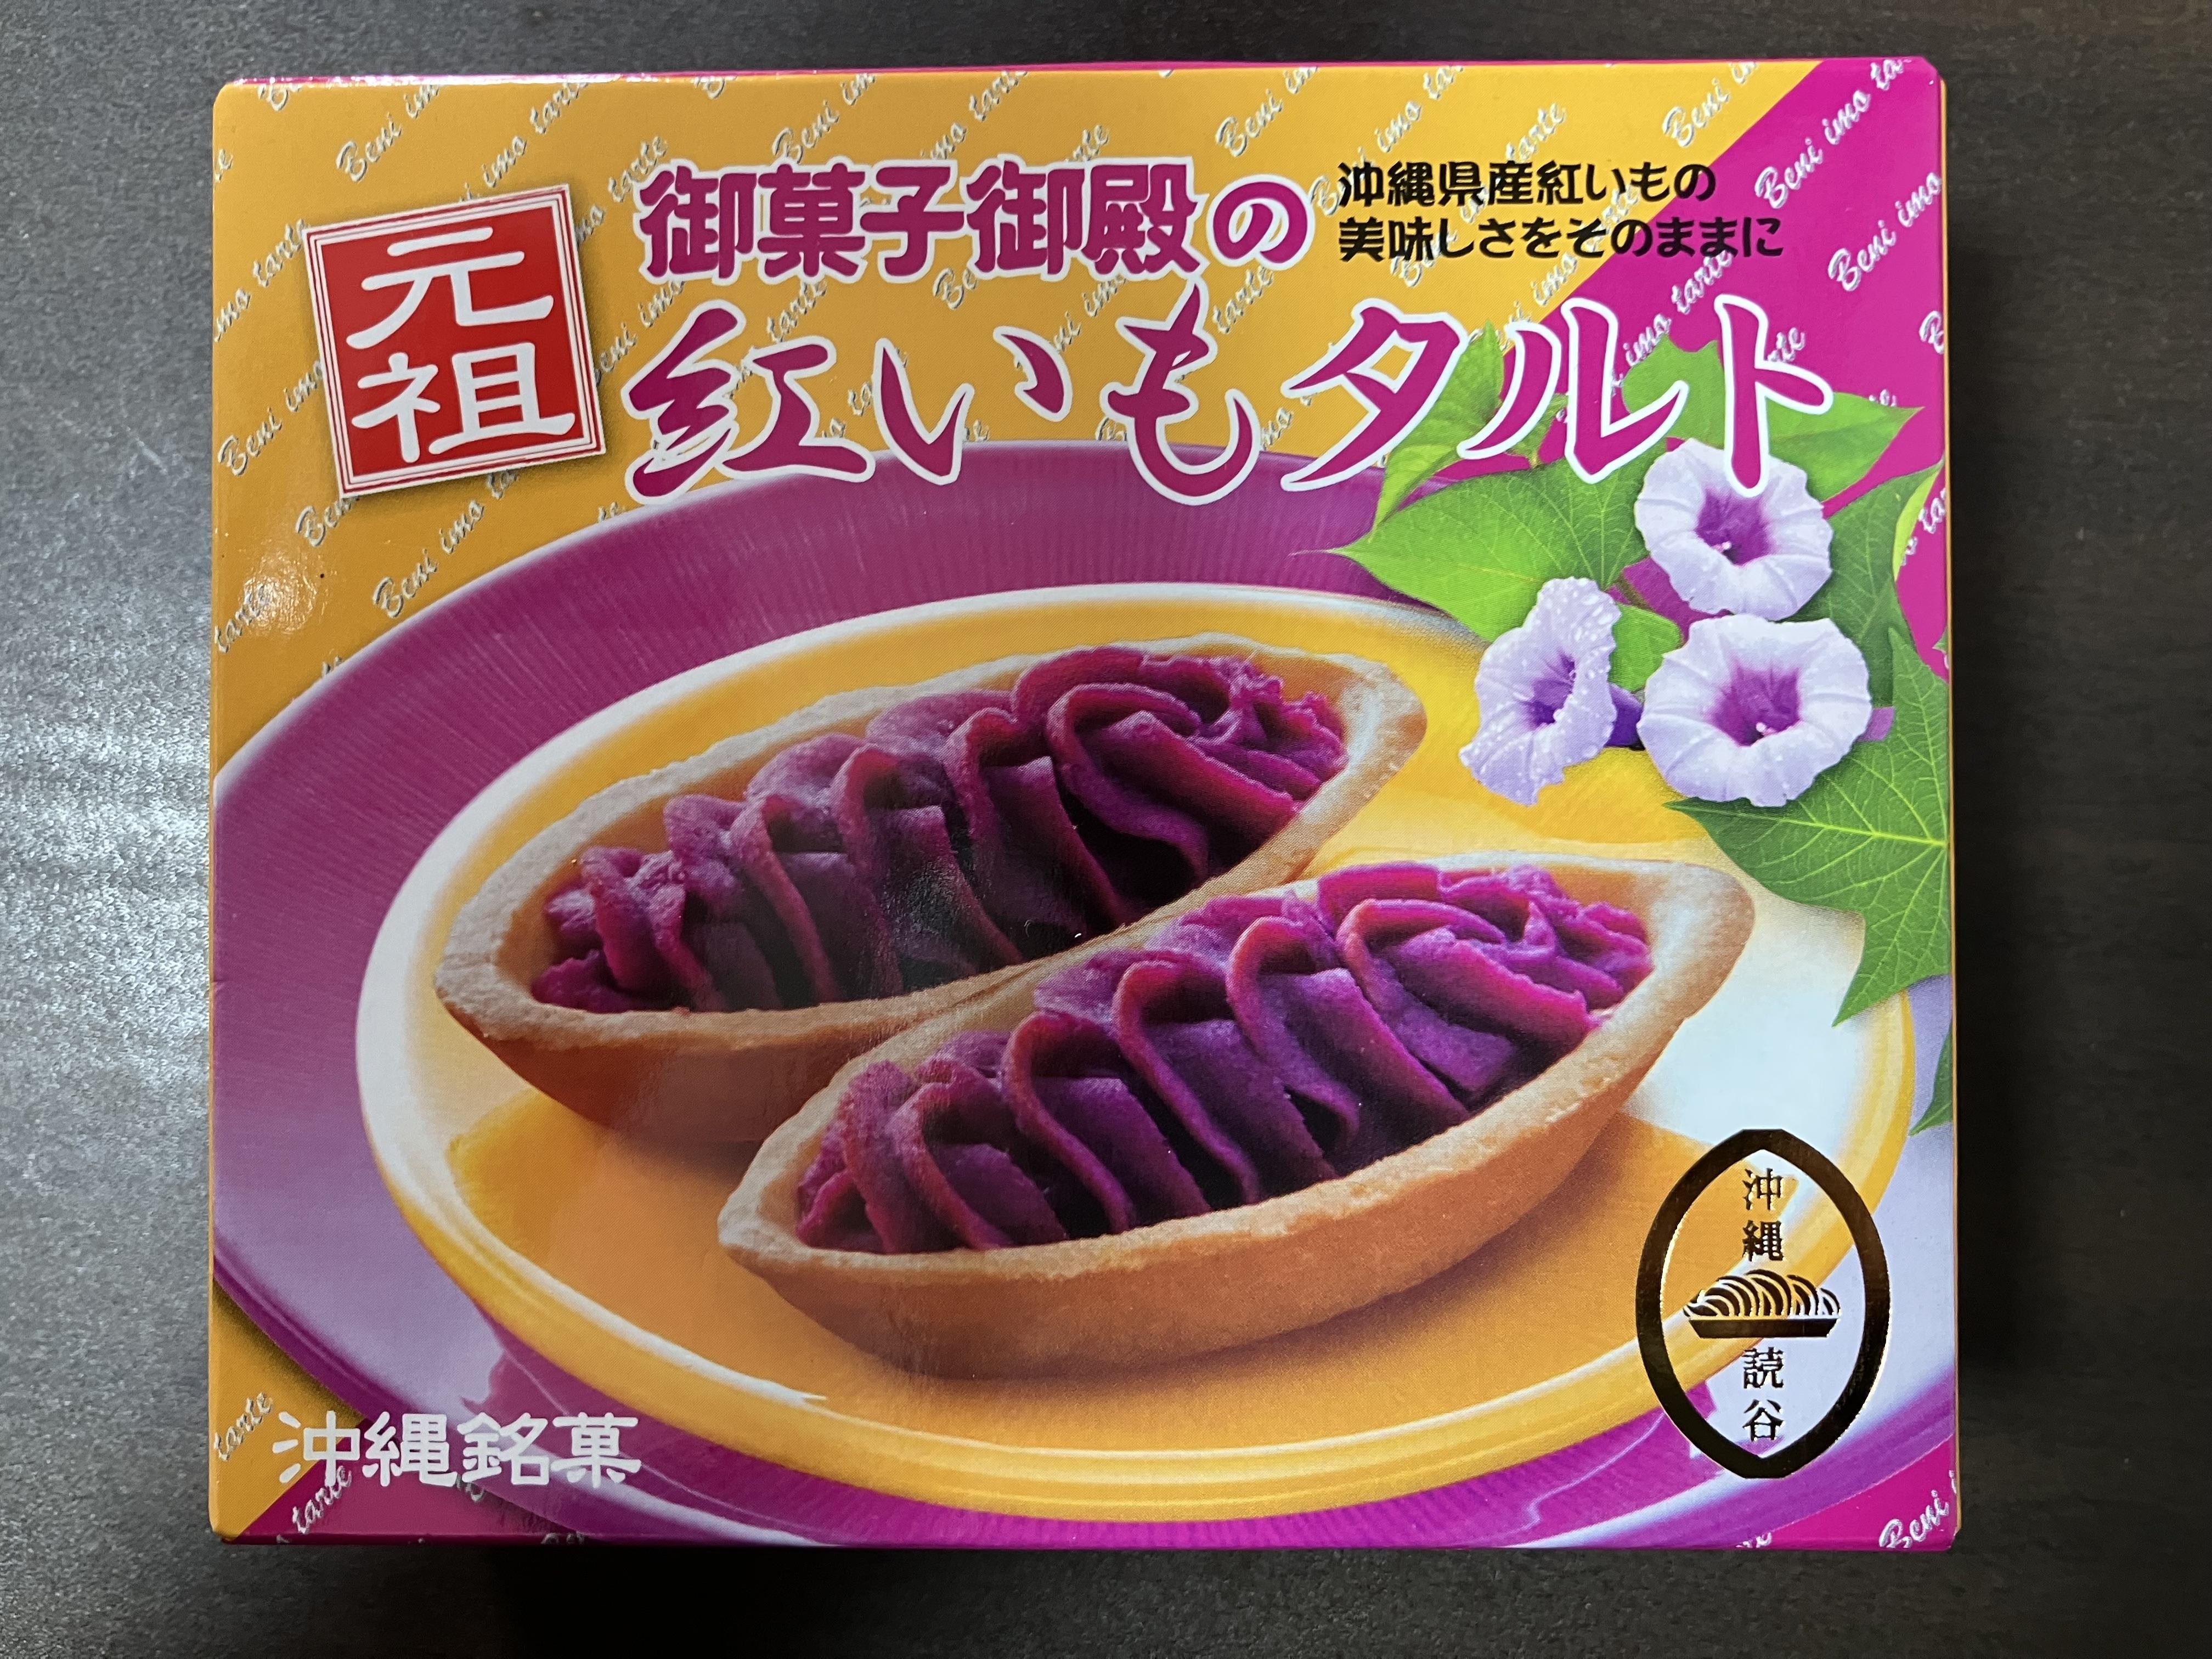 元祖
御菓子御殿の
沖縄県産紅いもの
美味しさをそのままに
紅いもタルト
沖縄
読谷
沖縄銘菓
Beni imo tarte